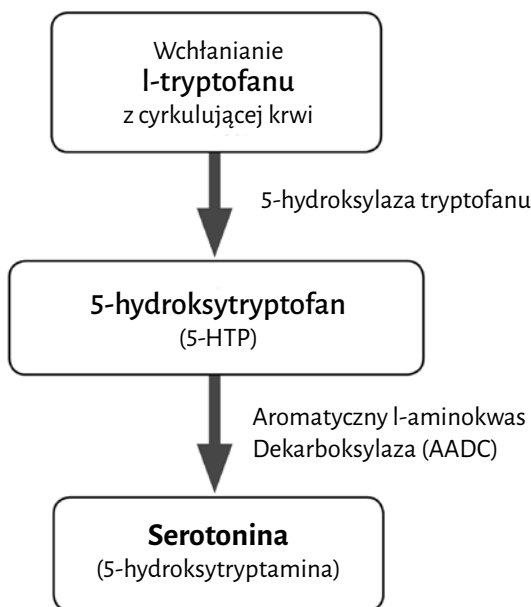 Wchłanianie
l-tryptofanu
z cyrkulującej krwi
5-hydroksylaza tryptofanu
5-hydroksytryptofan
(5-HTP)
Aromatyczny l-aminokwas
Dekarboksylaza (AADC)
Serotonina
(5-hydroksytryptamina)